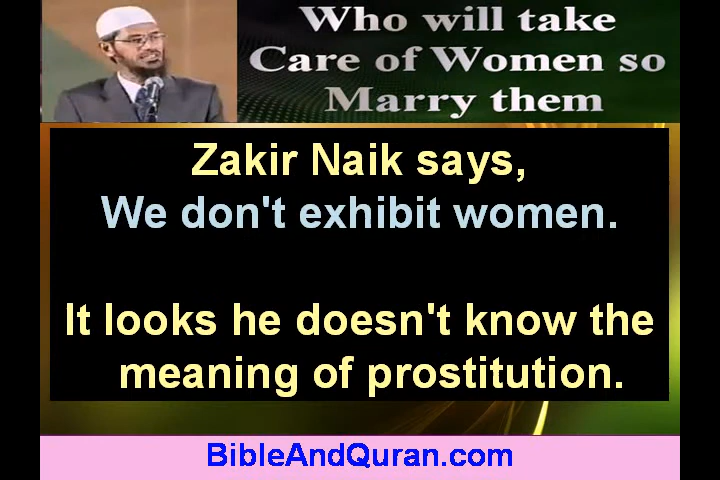 Who will take
Care of Women so
Marry them
Zakir Naik says,
We don't exhibit women.
It looks he doesn't know the
meaning of prostitution.
BibleAndQuran.com